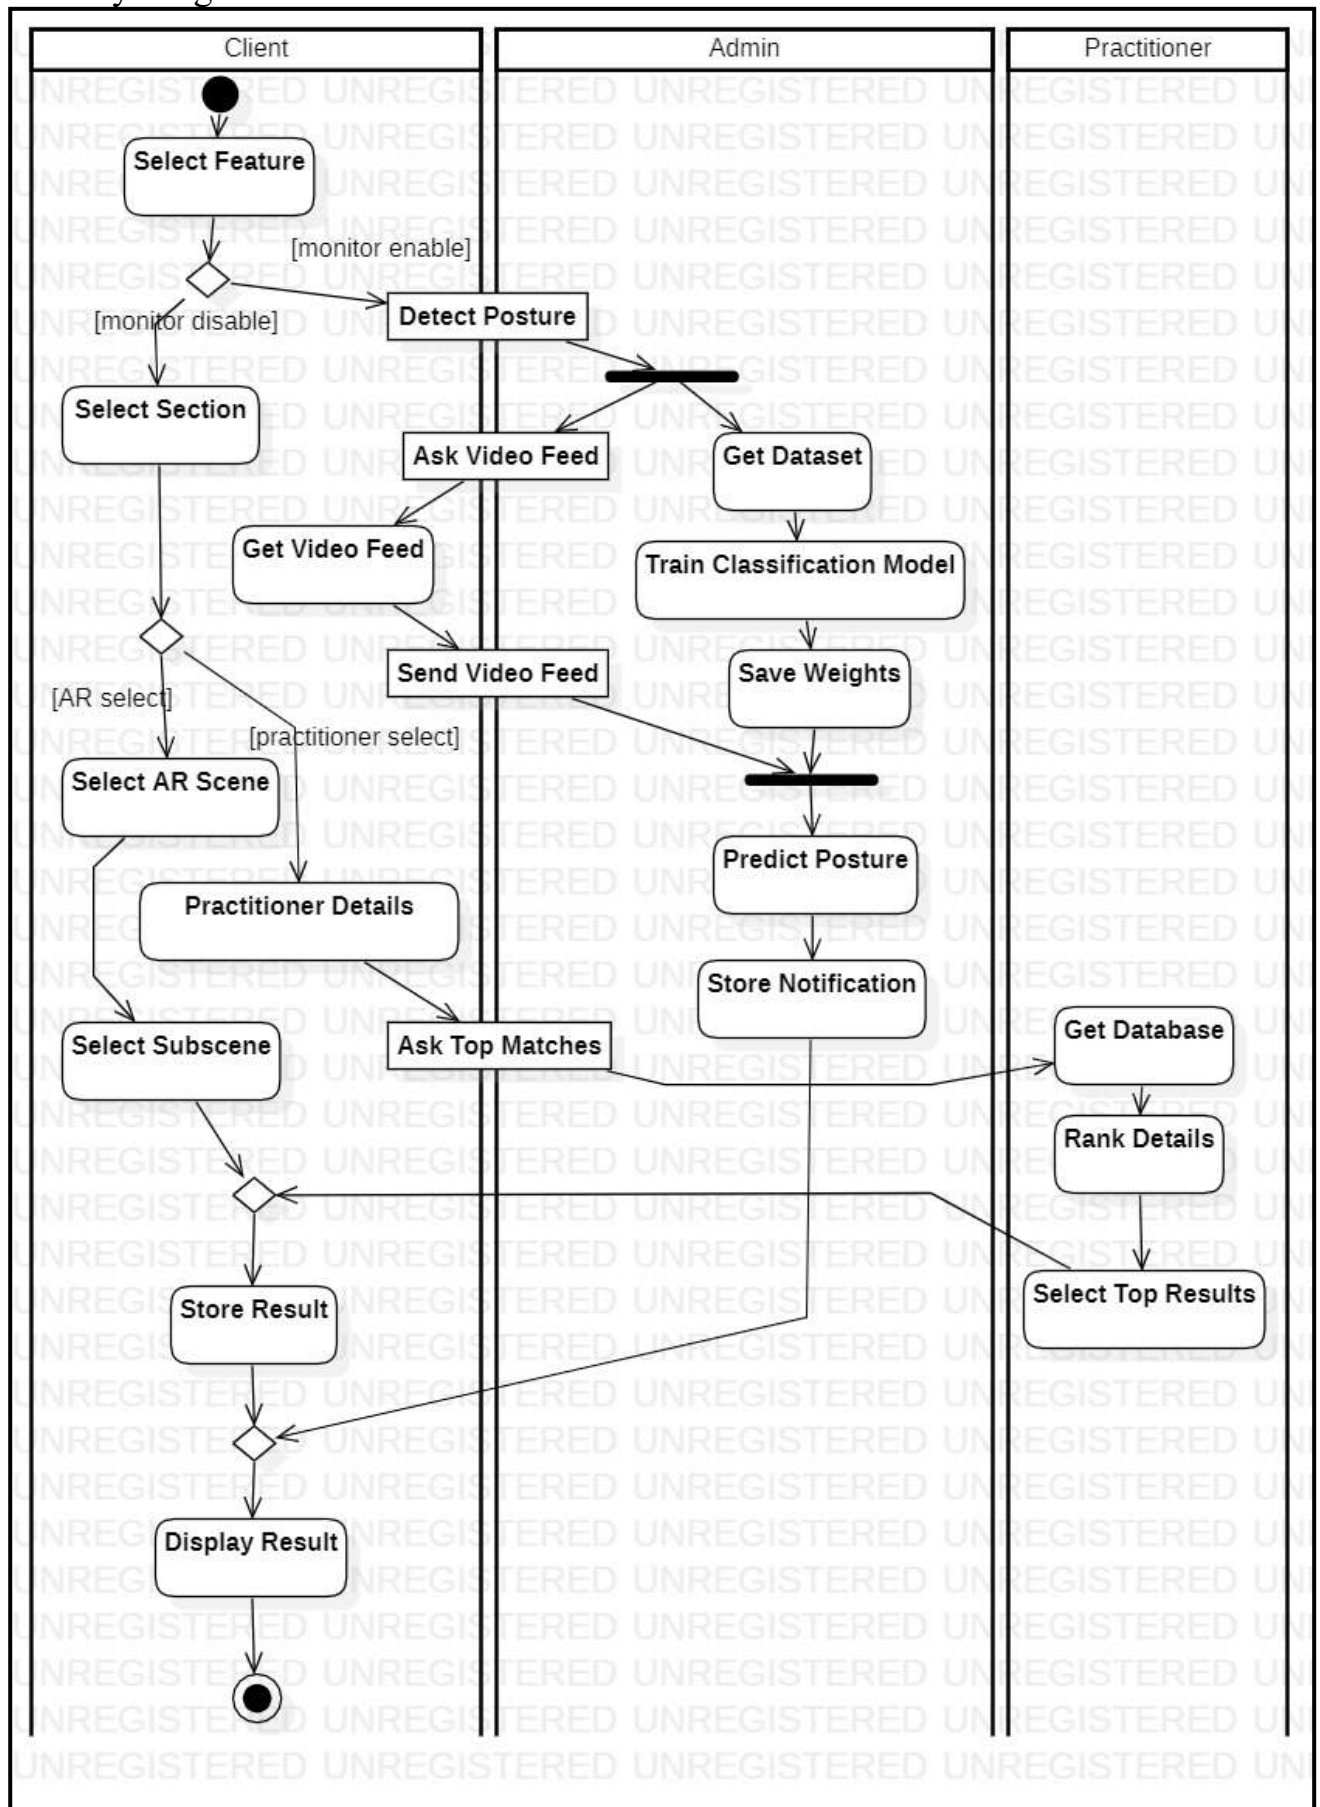 Client
Admin
Practitioner
Select Feature
[monitor enable]
[monitor disable]
Detect Posture
Select Section
Ask Video Feed
Get Dataset
Get Video Feed
Train Classification Model
Send Video Feed
Save Weights
[AR select]
[practitioner select]
Select AR Scene
Predict Posture
Practitioner Details
Store Notification
Select Subscene
Ask Top Matches
Get Database
Rank Details
Store Result
Select Top Results
Display Result
UNREGISTERED UNREGISTERED UNREGISTERED UNREGISTERED